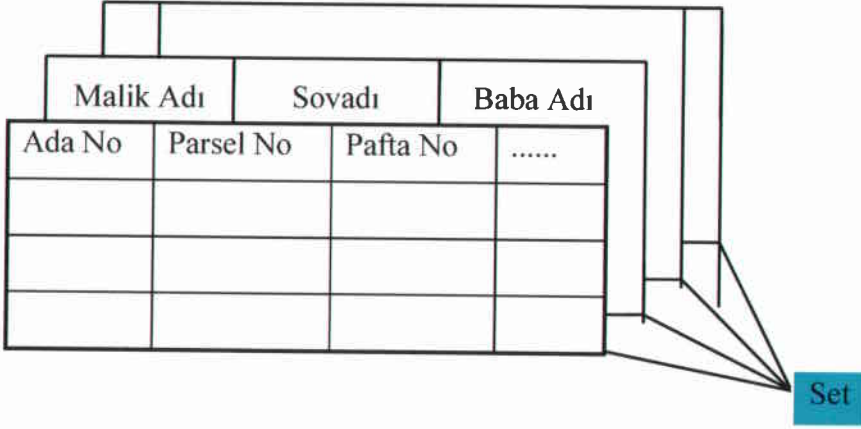 Malik Adı Sovadı Baba Adı
Ada No Parsel No Pafta No ......
Set